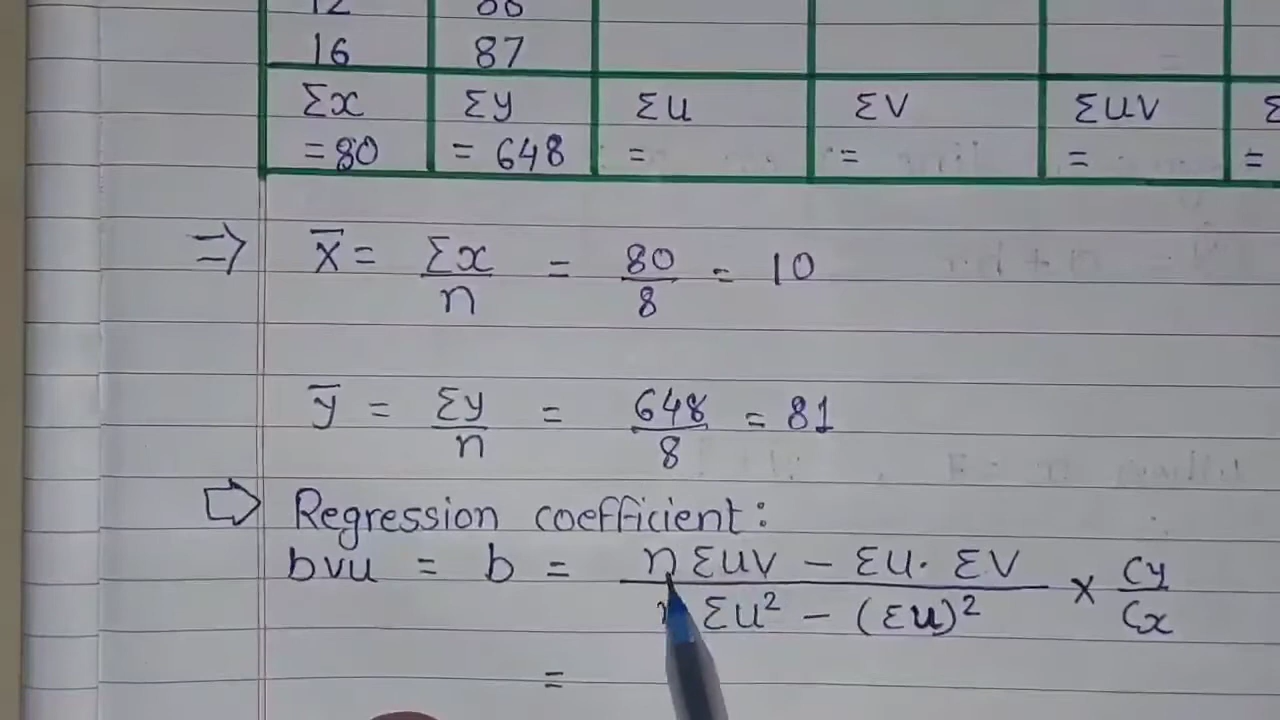 16 87
Σx Σy Σu Σv Σuv Σ
=80 = 648 = = = =
⇒ x̄ = Σx/n = 80/8 = 10
ȳ = Σy/n = 648/8 = 81
⇨ Regression coefficient:
bvu = b = nΣuv - Σu. Σv / Σu² - (Σu)² × Cy/Cx
=